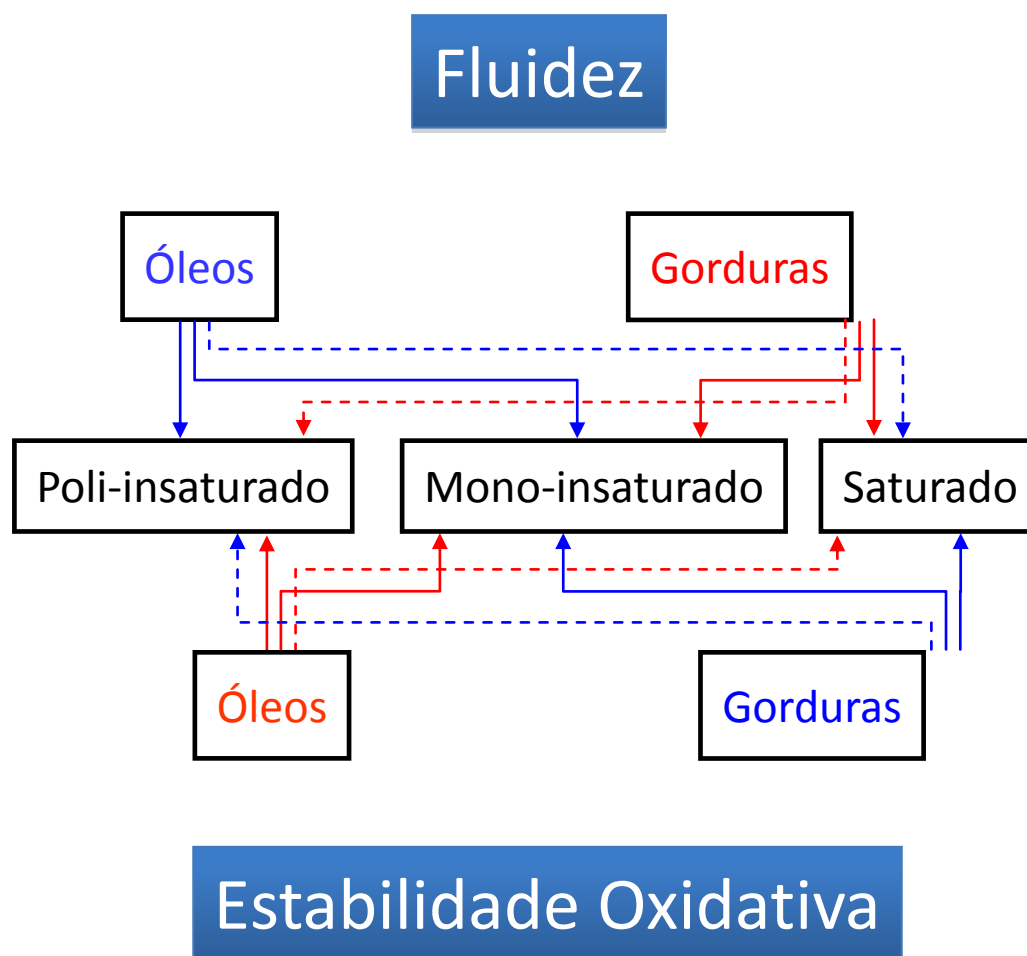 Fluidez
Óleos
Gorduras
Poli-insaturado
Mono-insaturado
Saturado
Óleos
Gorduras
Estabilidade Oxidativa